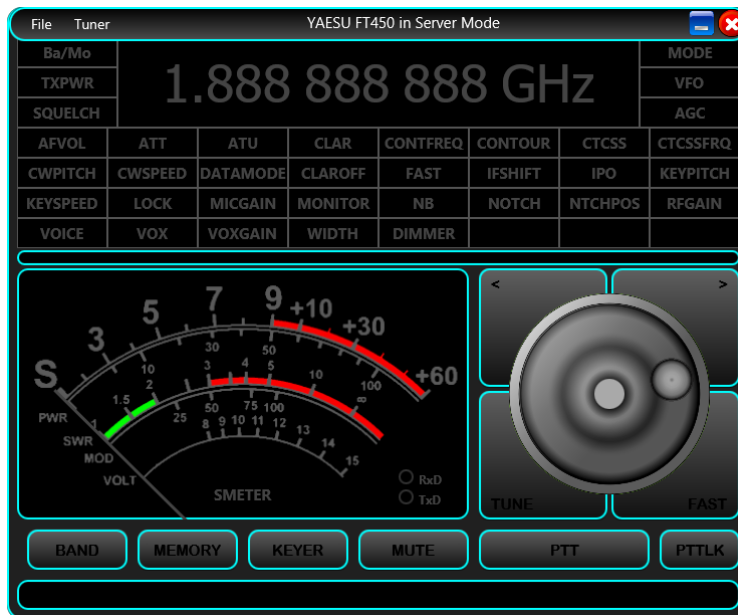 File Tuner YAESU FT450 in Server Mode
Ba/Mo 1.888 888 888 GHz MODE
TXPWR VFO
SQUELCH AGC
AFVOL ATT ATU CLAR CONTFREQ CONTOUR CTCSS CTCSSFRQ
CWPITCH CWSPEED DATAMODE CLAROFF FAST IFSHIFT IPO KEYPITCH
KEYSPEED LOCK MICGAIN MONITOR NB NOTCH NTCHPOS RFGAIN
VOICE VOX VOXGAIN WIDTH DIMMER
< >
S 3 5 7 9 +10 +30 +60
PWR 10 30 50 100
SWR 1 1.5 2 3 4 5 10 ∞
MOD 25 50 75 100
VOLT 8 9 10 11 12 13 14 15
SMETER
RxD
TxD
TUNE FAST
BAND MEMORY KEYER MUTE PTT PTTLK